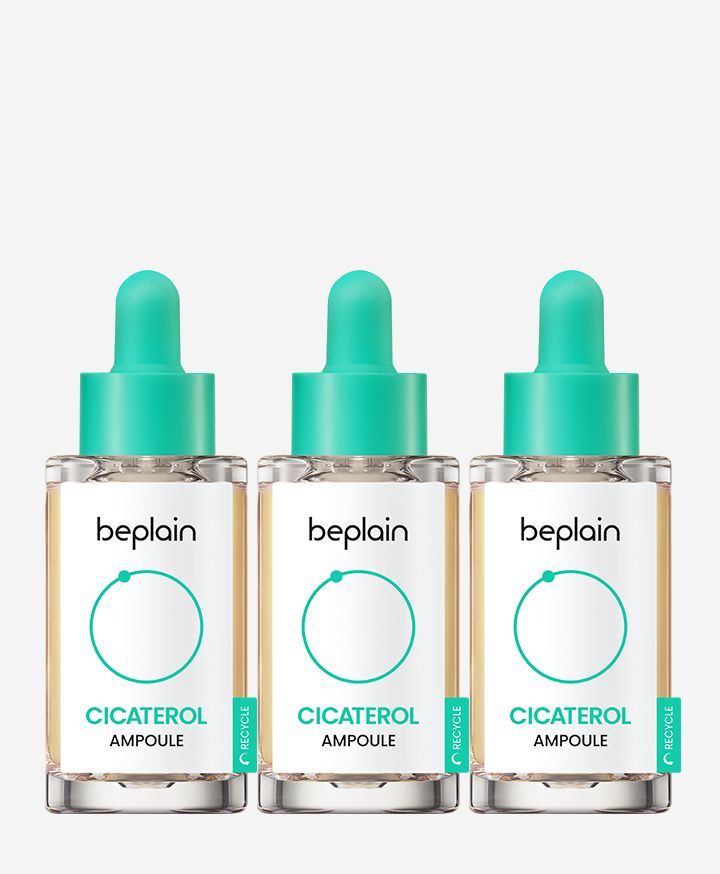 beplain
CICATEROL
AMPOULE
RECYCLE
beplain
CICATEROL
AMPOULE
RECYCLE
beplain
CICATEROL
AMPOULE
RECYCLE